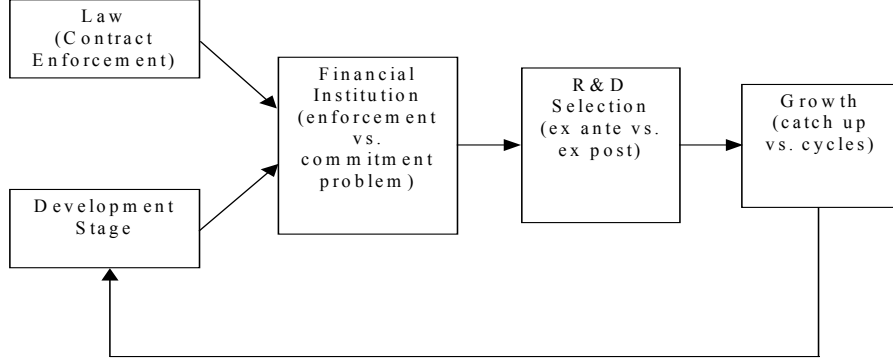 Law
(Contract
Enforcement)
Financial
Institution
(enforcement
vs.
commitment
problem)
R&D
Selection
(ex ante vs.
ex post)
Growth
(catch up
vs. cycles)
Development
Stage